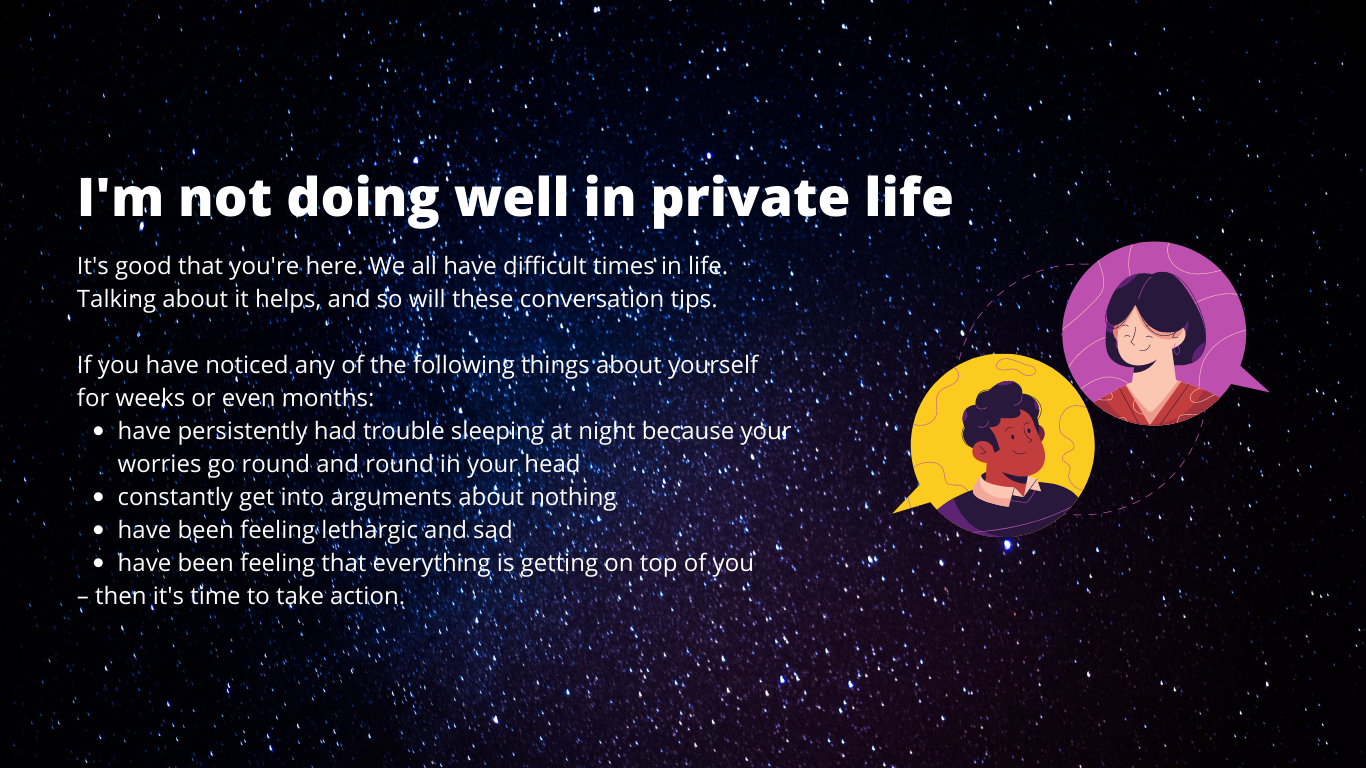 I'm not doing well in private life
It's good that you're here. We all have difficult times in life.
Talking about it helps, and so will these conversation tips.
If you have noticed any of the following things about yourself
for weeks or even months:
• have persistently had trouble sleeping at night because your
worries go round and round in your head
• constantly get into arguments about nothing
• have been feeling lethargic and sad
• have been feeling that everything is getting on top of you
– then it's time to take action.